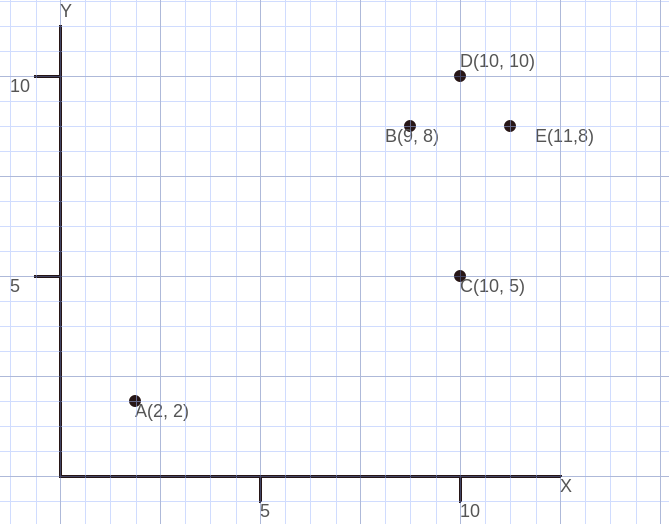 Y
D(10, 10)
10
B(9, 8)
E(11,8)
5
C(10, 5)
A(2, 2)
X
5
10